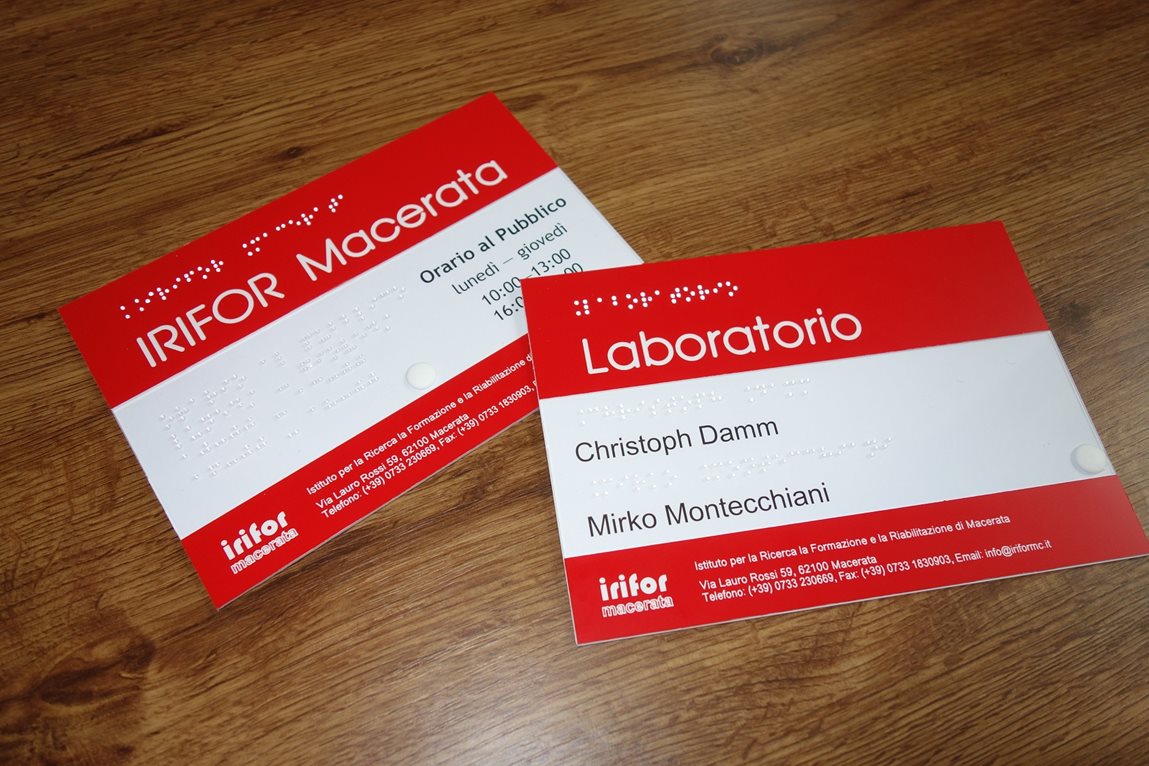 IRIFOR Macerata
Orario al Pubblico
lunedì — giovedì
10:00 – 13:00
Istituto per la Ricerca la Formazione e la Riabilitazione di
Via Lauro Rossi 59, 62100 Macerata
Telefono: (+39) 0733 230669, Fax: (+39) 0733 1830903,
irifor
macerata
Laboratorio
Christoph Damm
Mirko Montecchiani
Istituto per la Ricerca la Formazione e la Riabilitazione di Macerata
Via Lauro Rossi 59, 62100 Macerata
Telefono: (+39) 0733 230669, Fax: (+39) 0733 1830903, Email: info@iriformc.it
irifor
macerata